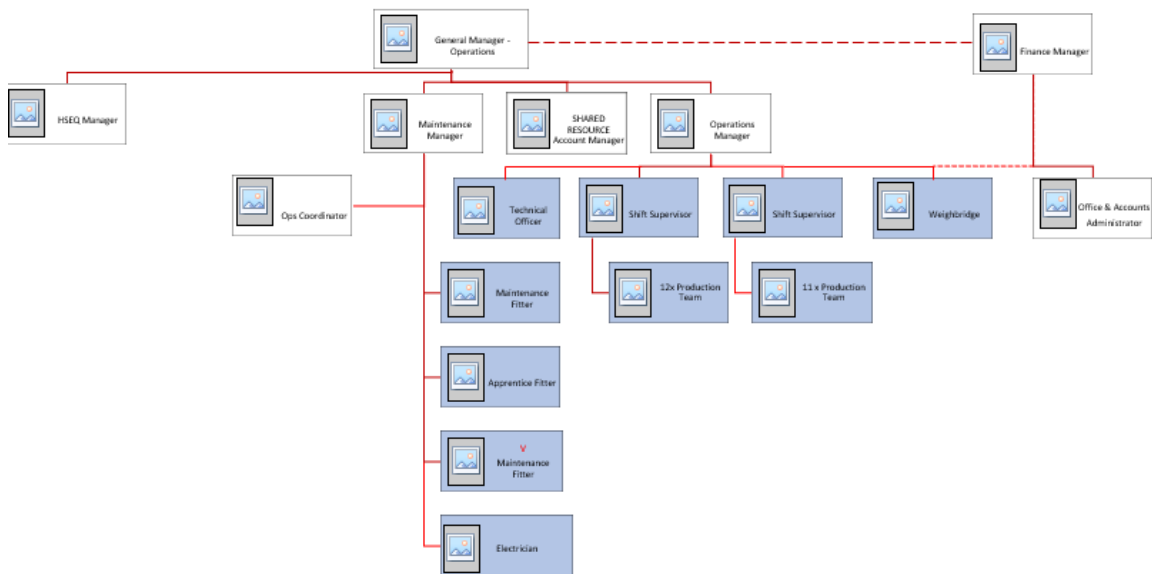 General Manager -
Operations
Finance Manager
HSEQ Manager
Maintenance
Manager
SHARED
RESOURCE
Account Manager
Operations
Manager
Ops Coordinator
Technical
Officer
Shift Supervisor
Shift Supervisor
Weighbridge
Office & Accounts
Administrator
Maintenance
Fitter
12x Production
Team
11 x Production
Team
Apprentice Fitter
V
Maintenance
Fitter
Electrician